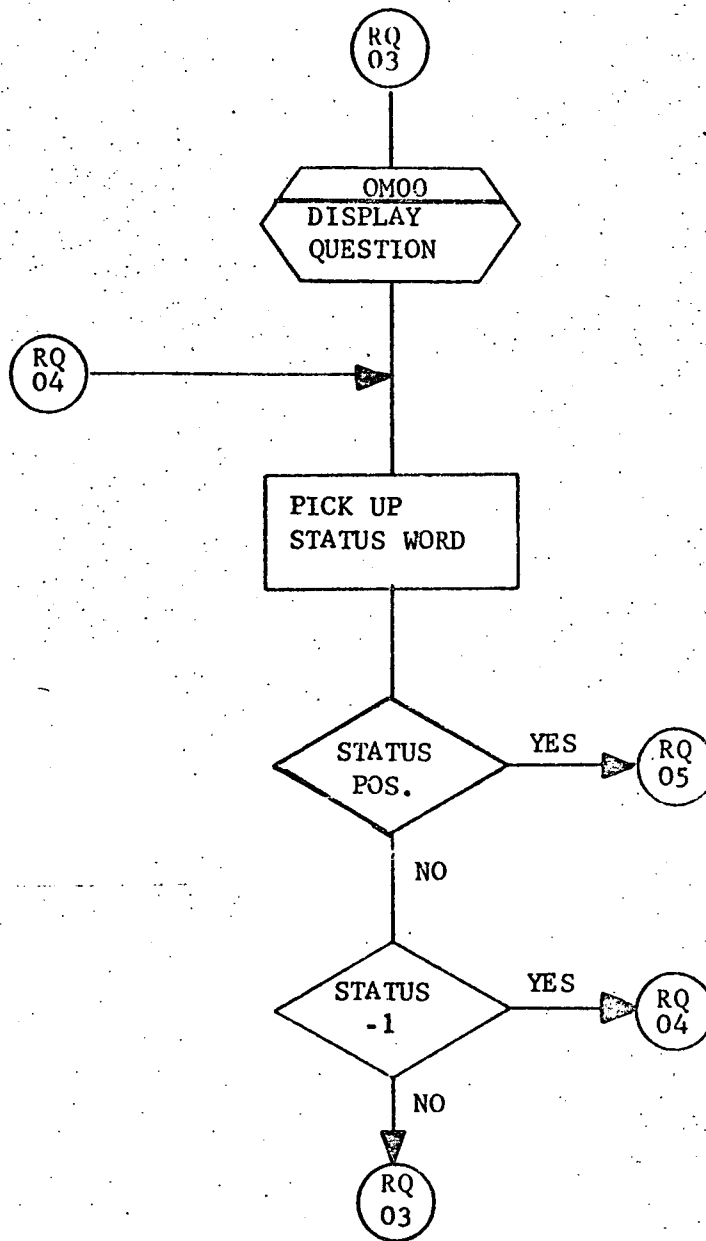 RQ
03
OM00
DISPLAY
QUESTION
RQ
04
PICK UP
STATUS WORD
STATUS
POS.
YES
RQ
05
NO
STATUS
-1
YES
RQ
04
NO
RQ
03